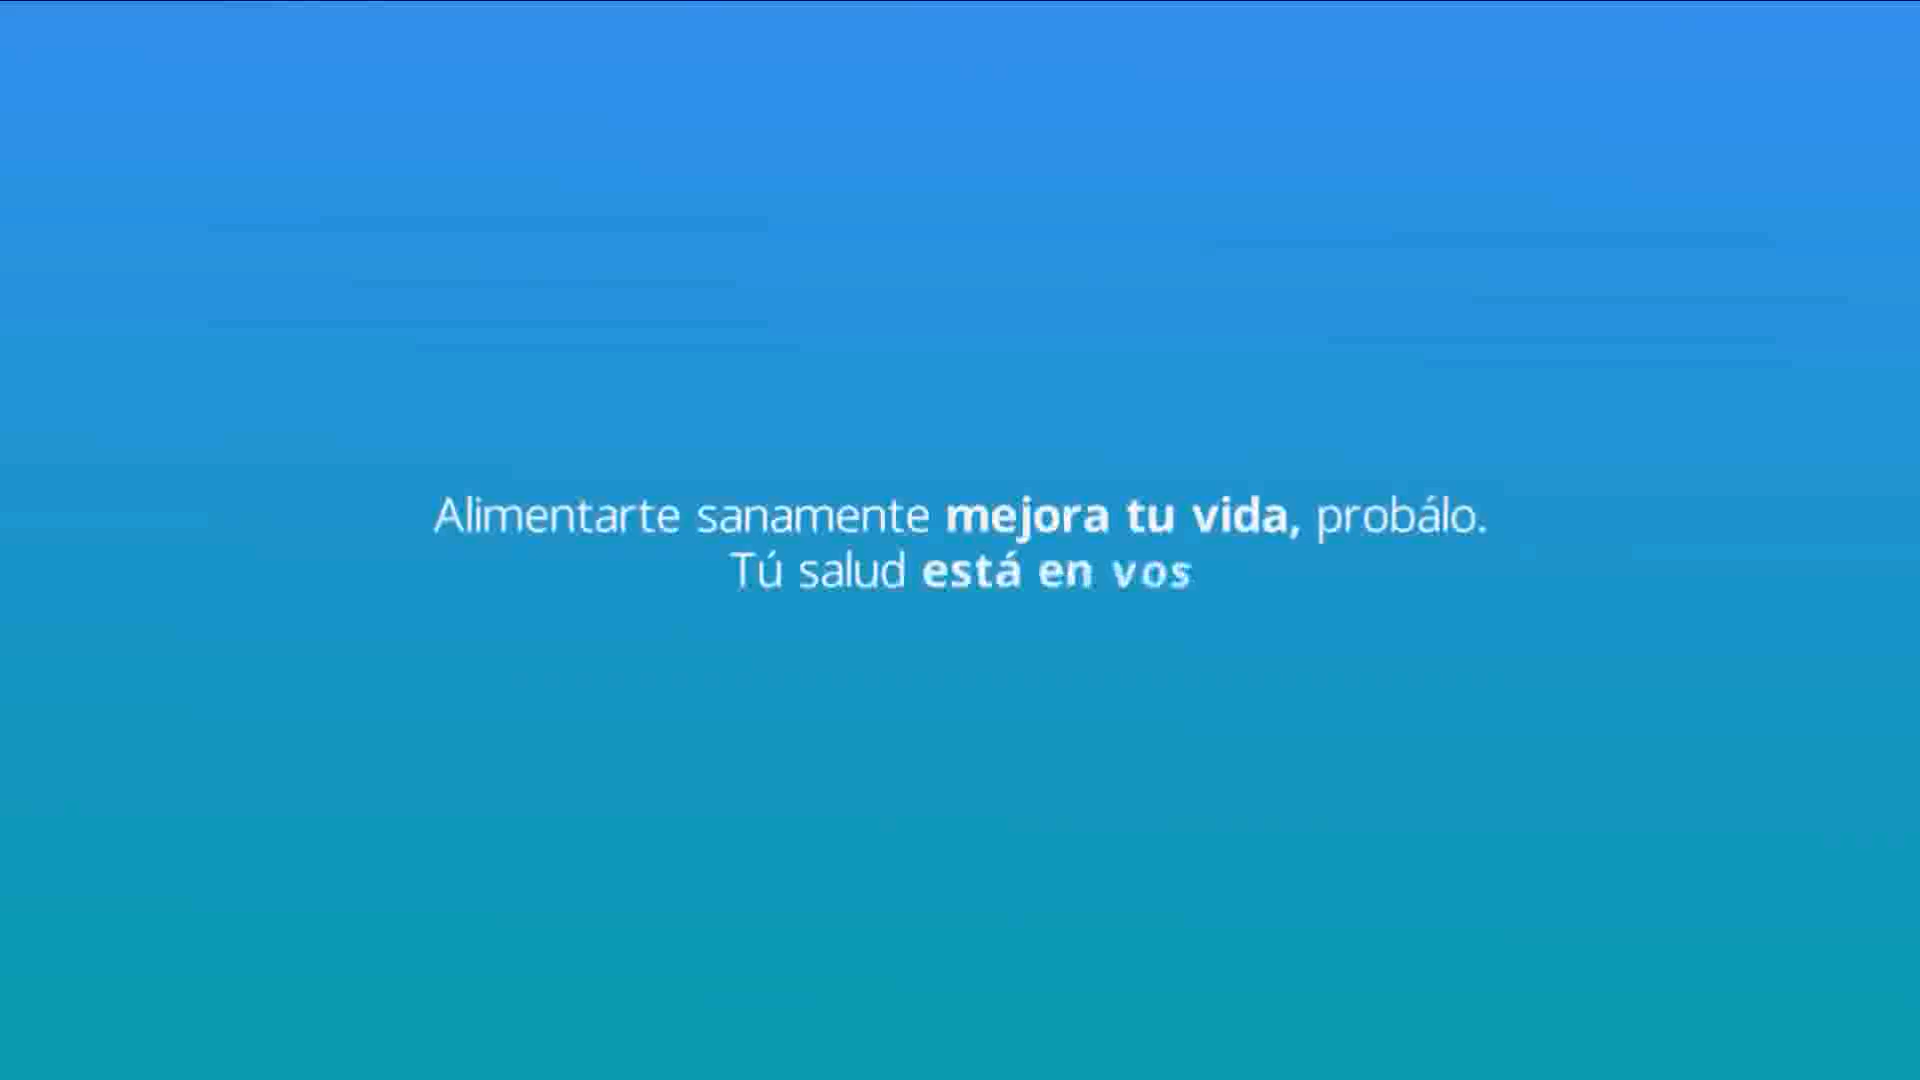 Alimentarte sanamente mejora tu vida, probálo.
Tú salud está en vos